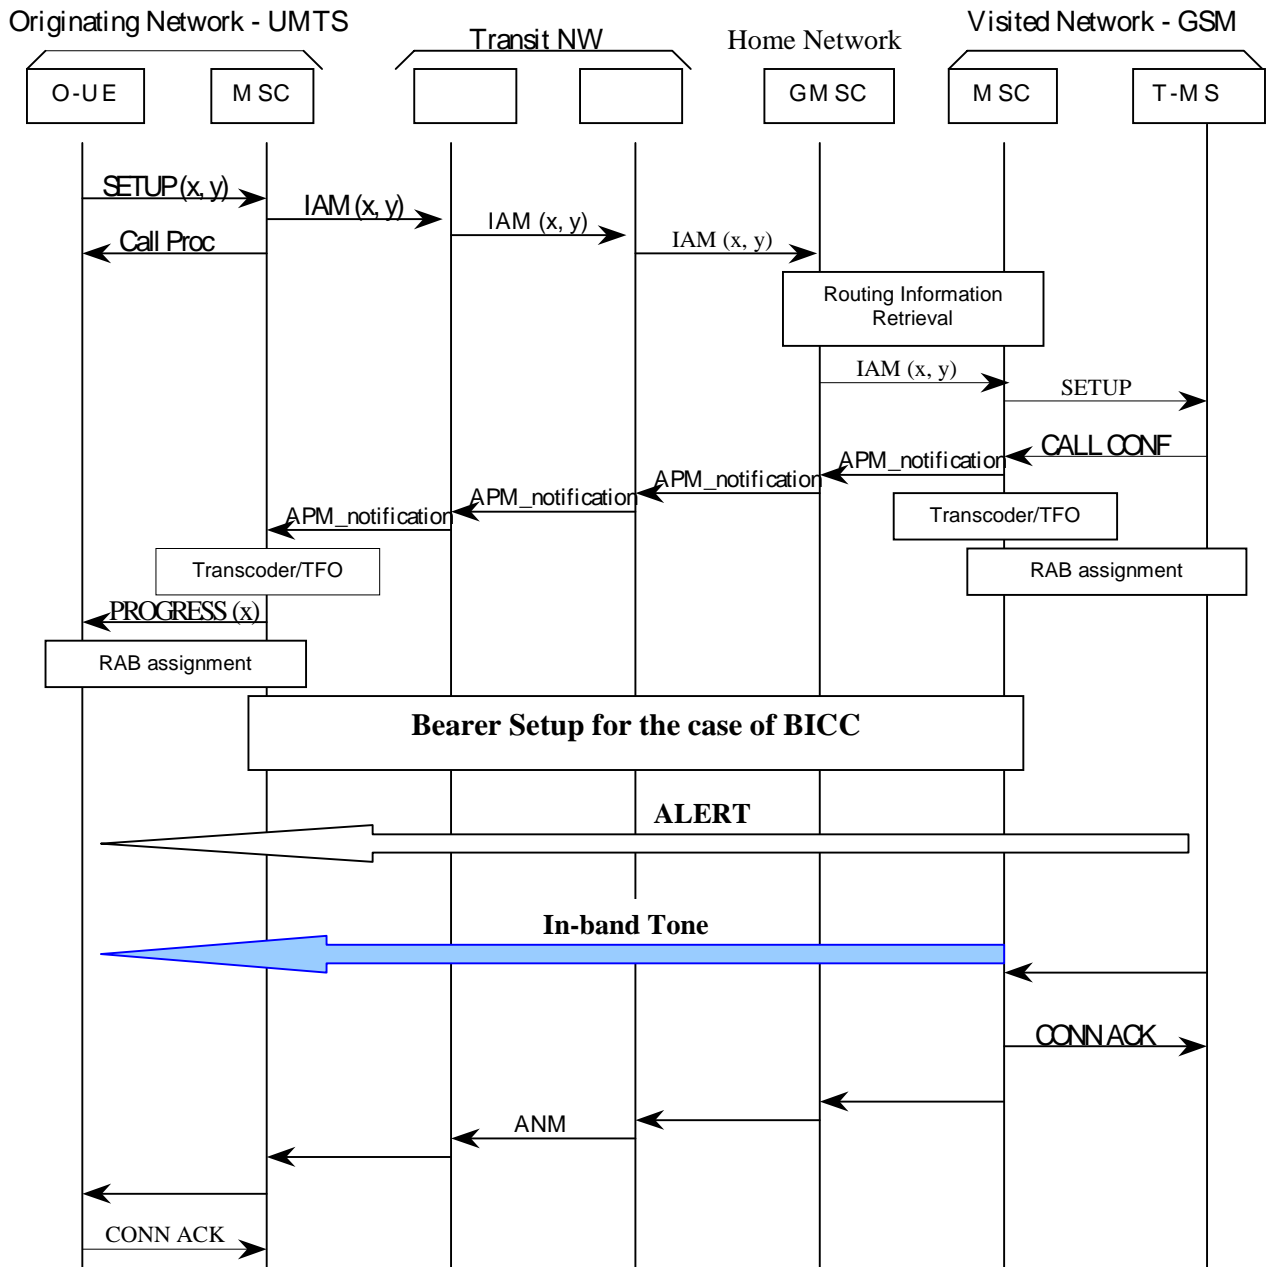 Originating Network - UMTS
Transit NW
Home Network
Visited Network - GSM
O-UE
MSC
GMSC
MSC
T-MS
SETUP (x, y)
IAM (x, y)
IAM (x, y)
Call Proc
IAM (x, y)
Routing Information
Retrieval
IAM (x, y)
SETUP
CALL CONF
APM_notification
APM_notification
APM_notification
APM_notification
Transcoder/TFO
Transcoder/TFO
RAB assignment
PROGRESS (x)
RAB assignment
Bearer Setup for the case of BICC
ALERT
In-band Tone
CONN ACK
ANM
CONN ACK